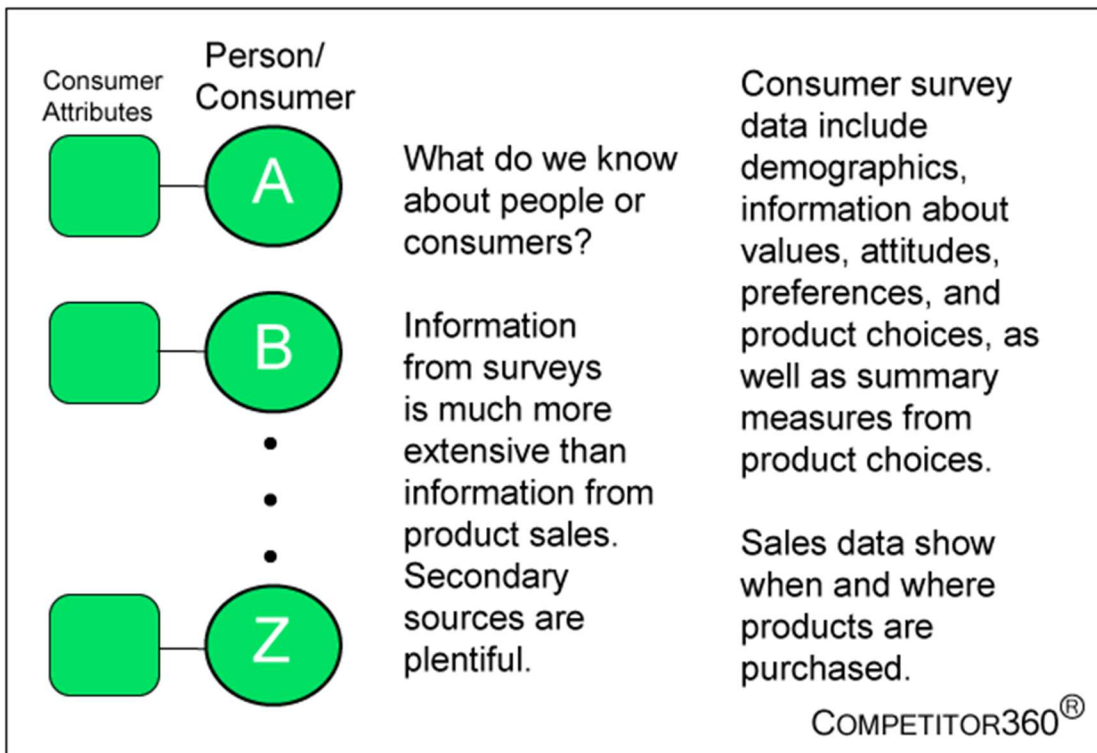 Consumer
Attributes
Person/
Consumer
A
B
Z
What do we know
about people or
consumers?
Information
from surveys
is much more
extensive than
information from
product sales.
Secondary
sources are
plentiful.
Consumer survey
data include
demographics,
information about
values, attitudes,
preferences, and
product choices, as
well as summary
measures from
product choices.
Sales data show
when and where
products are
purchased.
COMPETITOR360®